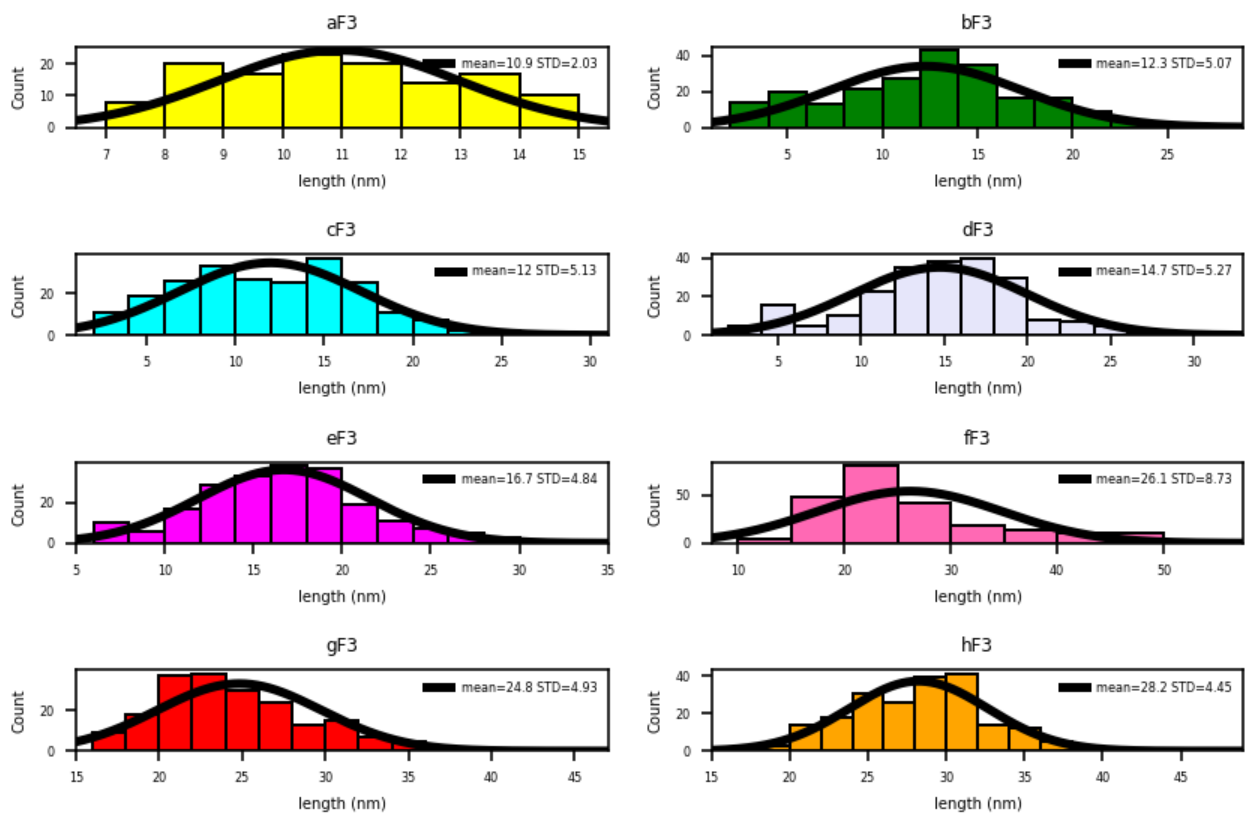 aF3
bF3
Count
20
10
0
mean=10.9 STD=2.03
7 8 9 10 11 12 13 14 15
length (nm)
Count
40
20
0
mean=12.3 STD=5.07
5 10 15 20 25
length (nm)
cF3
dF3
Count
20
0
mean=12 STD=5.13
5 10 15 20 25 30
length (nm)
Count
40
20
0
mean=14.7 STD=5.27
5 10 15 20 25 30
length (nm)
eF3
fF3
Count
20
0
mean=16.7 STD=4.84
5 10 15 20 25 30 35
length (nm)
Count
50
0
mean=26.1 STD=8.73
10 20 30 40 50
length (nm)
gF3
hF3
Count
20
0
mean=24.8 STD=4.93
15 20 25 30 35 40 45
length (nm)
Count
40
20
0
mean=28.2 STD=4.45
15 20 25 30 35 40 45
length (nm)